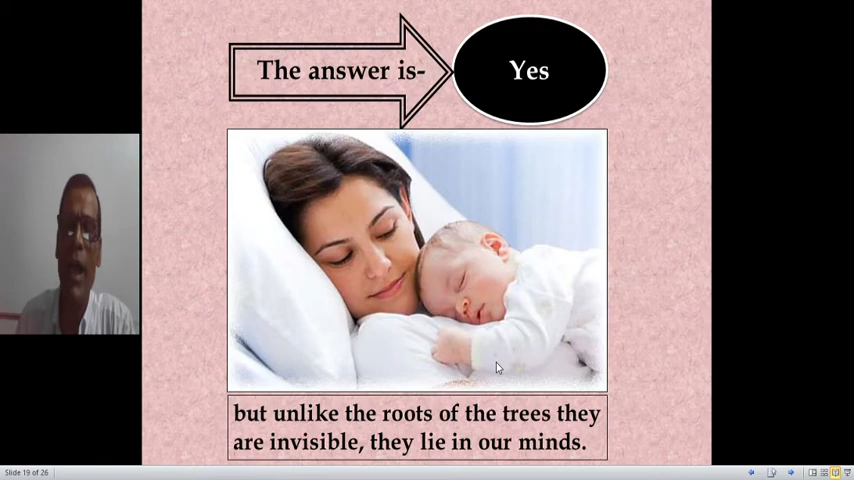 The answer is-
Yes
but unlike the roots of the trees they
are invisible, they lie in our minds.
Slide 19 of 26